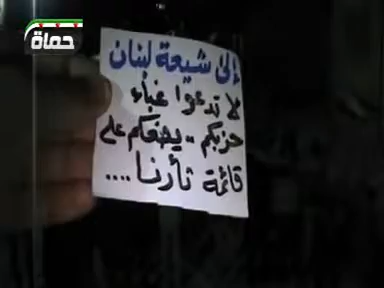 حماة
إلى شيعة لبنان
لا تدعوا غباء
حزبكم .. يضعكم على
قائمة ثأرنا ....